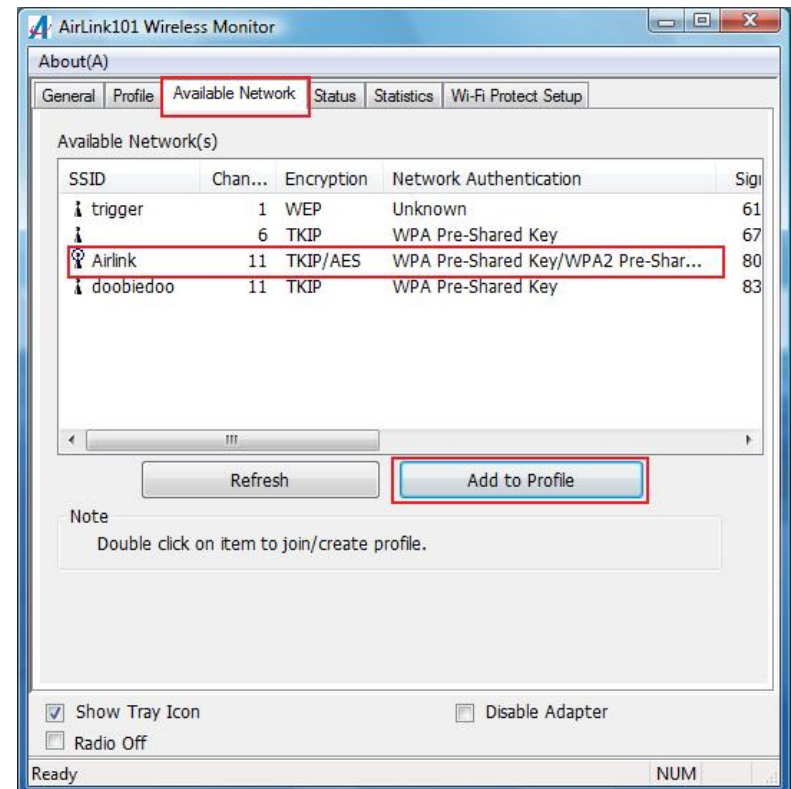 AirLink101 Wireless Monitor
About(A)
General Profile Available Network Status Statistics Wi-Fi Protect Setup
Available Network(s)
SSID Chan... Encryption Network Authentication Sign
trigger 1 WEP Unknown 61
6 TKIP WPA Pre-Shared Key 67
Airlink 11 TKIP/AES WPA Pre-Shared Key/WPA2 Pre-Shar... 80
doobiedoo 11 TKIP WPA Pre-Shared Key 83
Refresh Add to Profile
Note
Double click on item to join/create profile.
Show Tray Icon Disable Adapter
Radio Off
Ready NUM